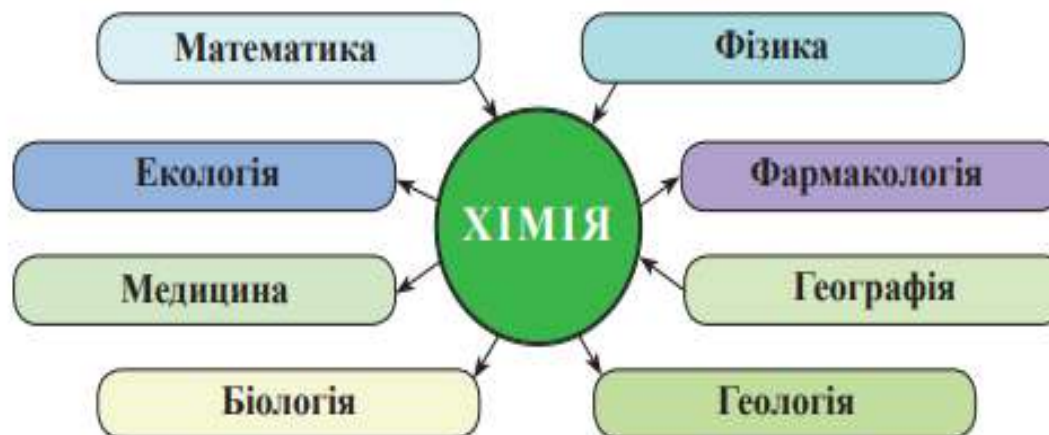 Математика
Фізика
Екологія
Фармакологія
ХІМІЯ
Медицина
Географія
Біологія
Геологія